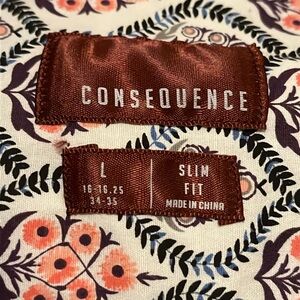 CONSEQUENCE
L
16-16.25
34-35
SLIM
FIT
MADE IN CHINA